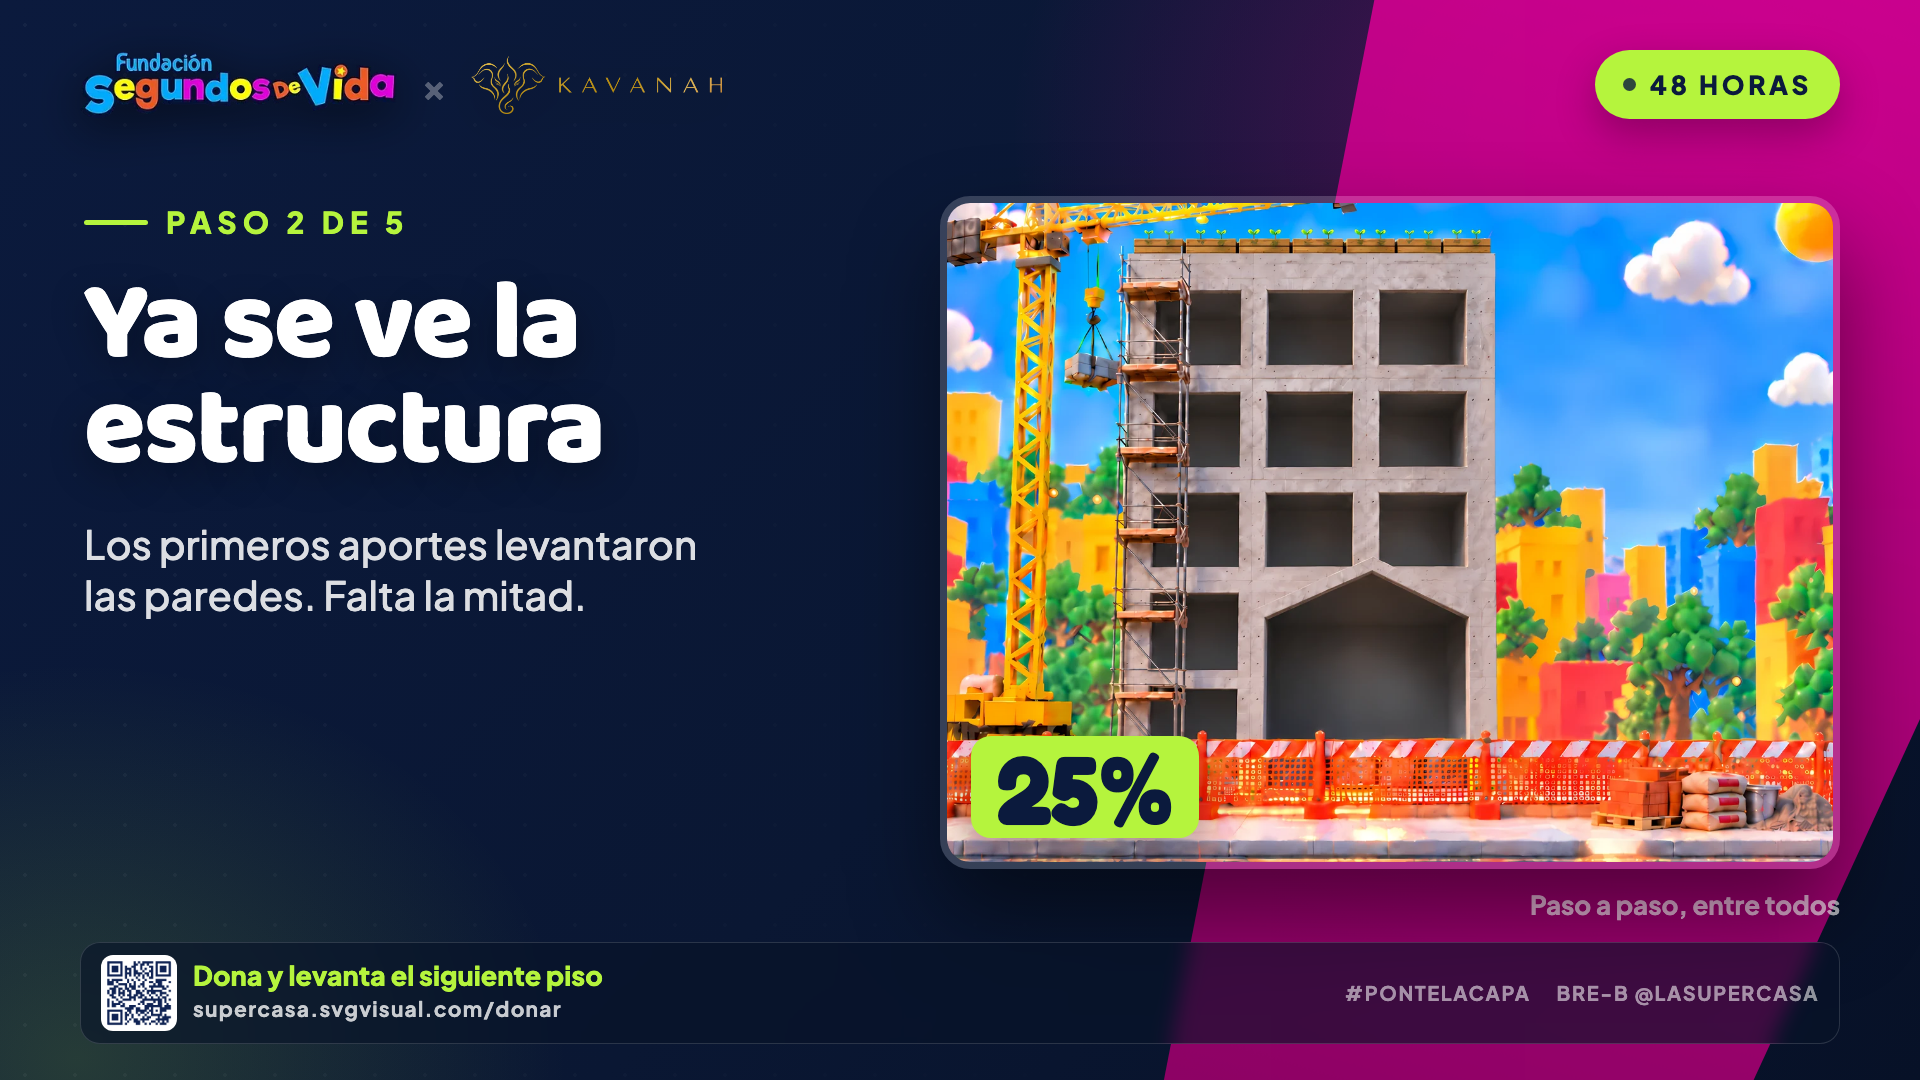 Fundación
Segundos de Vida
×
KAVANAH
48 HORAS
PASO 2 DE 5
Ya se ve la
estructura
Los primeros aportes levantaron
las paredes. Falta la mitad.
25%
Paso a paso, entre todos
Dona y levanta el siguiente piso
supercasa.svgvisual.com/donar
#PONTELACAPA
BRE-B @LASUPERCASA